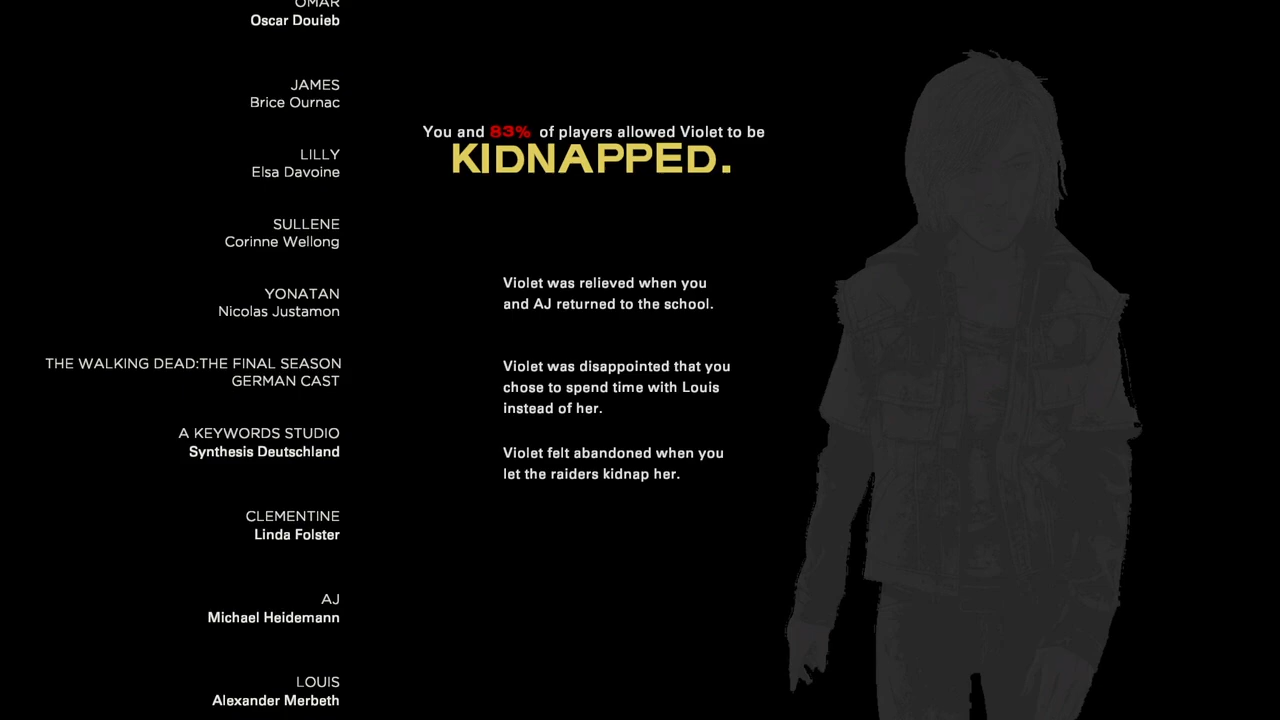 OMAR
Oscar Douieb
JAMES
Brice Ournac
LILLY
Elsa Davoine
SULLENE
Corinne Wellong
YONATAN
Nicolas Justamon
THE WALKING DEAD:THE FINAL SEASON
GERMAN CAST
A KEYWORDS STUDIO
Synthesis Deutschland
CLEMENTINE
Linda Folster
AJ
Michael Heidemann
LOUIS
Alexander Merbeth
You and 83% of players allowed Violet to be
KIDNAPPED.
Violet was relieved when you
and AJ returned to the school.
Violet was disappointed that you
chose to spend time with Louis
instead of her.
Violet felt abandoned when you
let the raiders kidnap her.